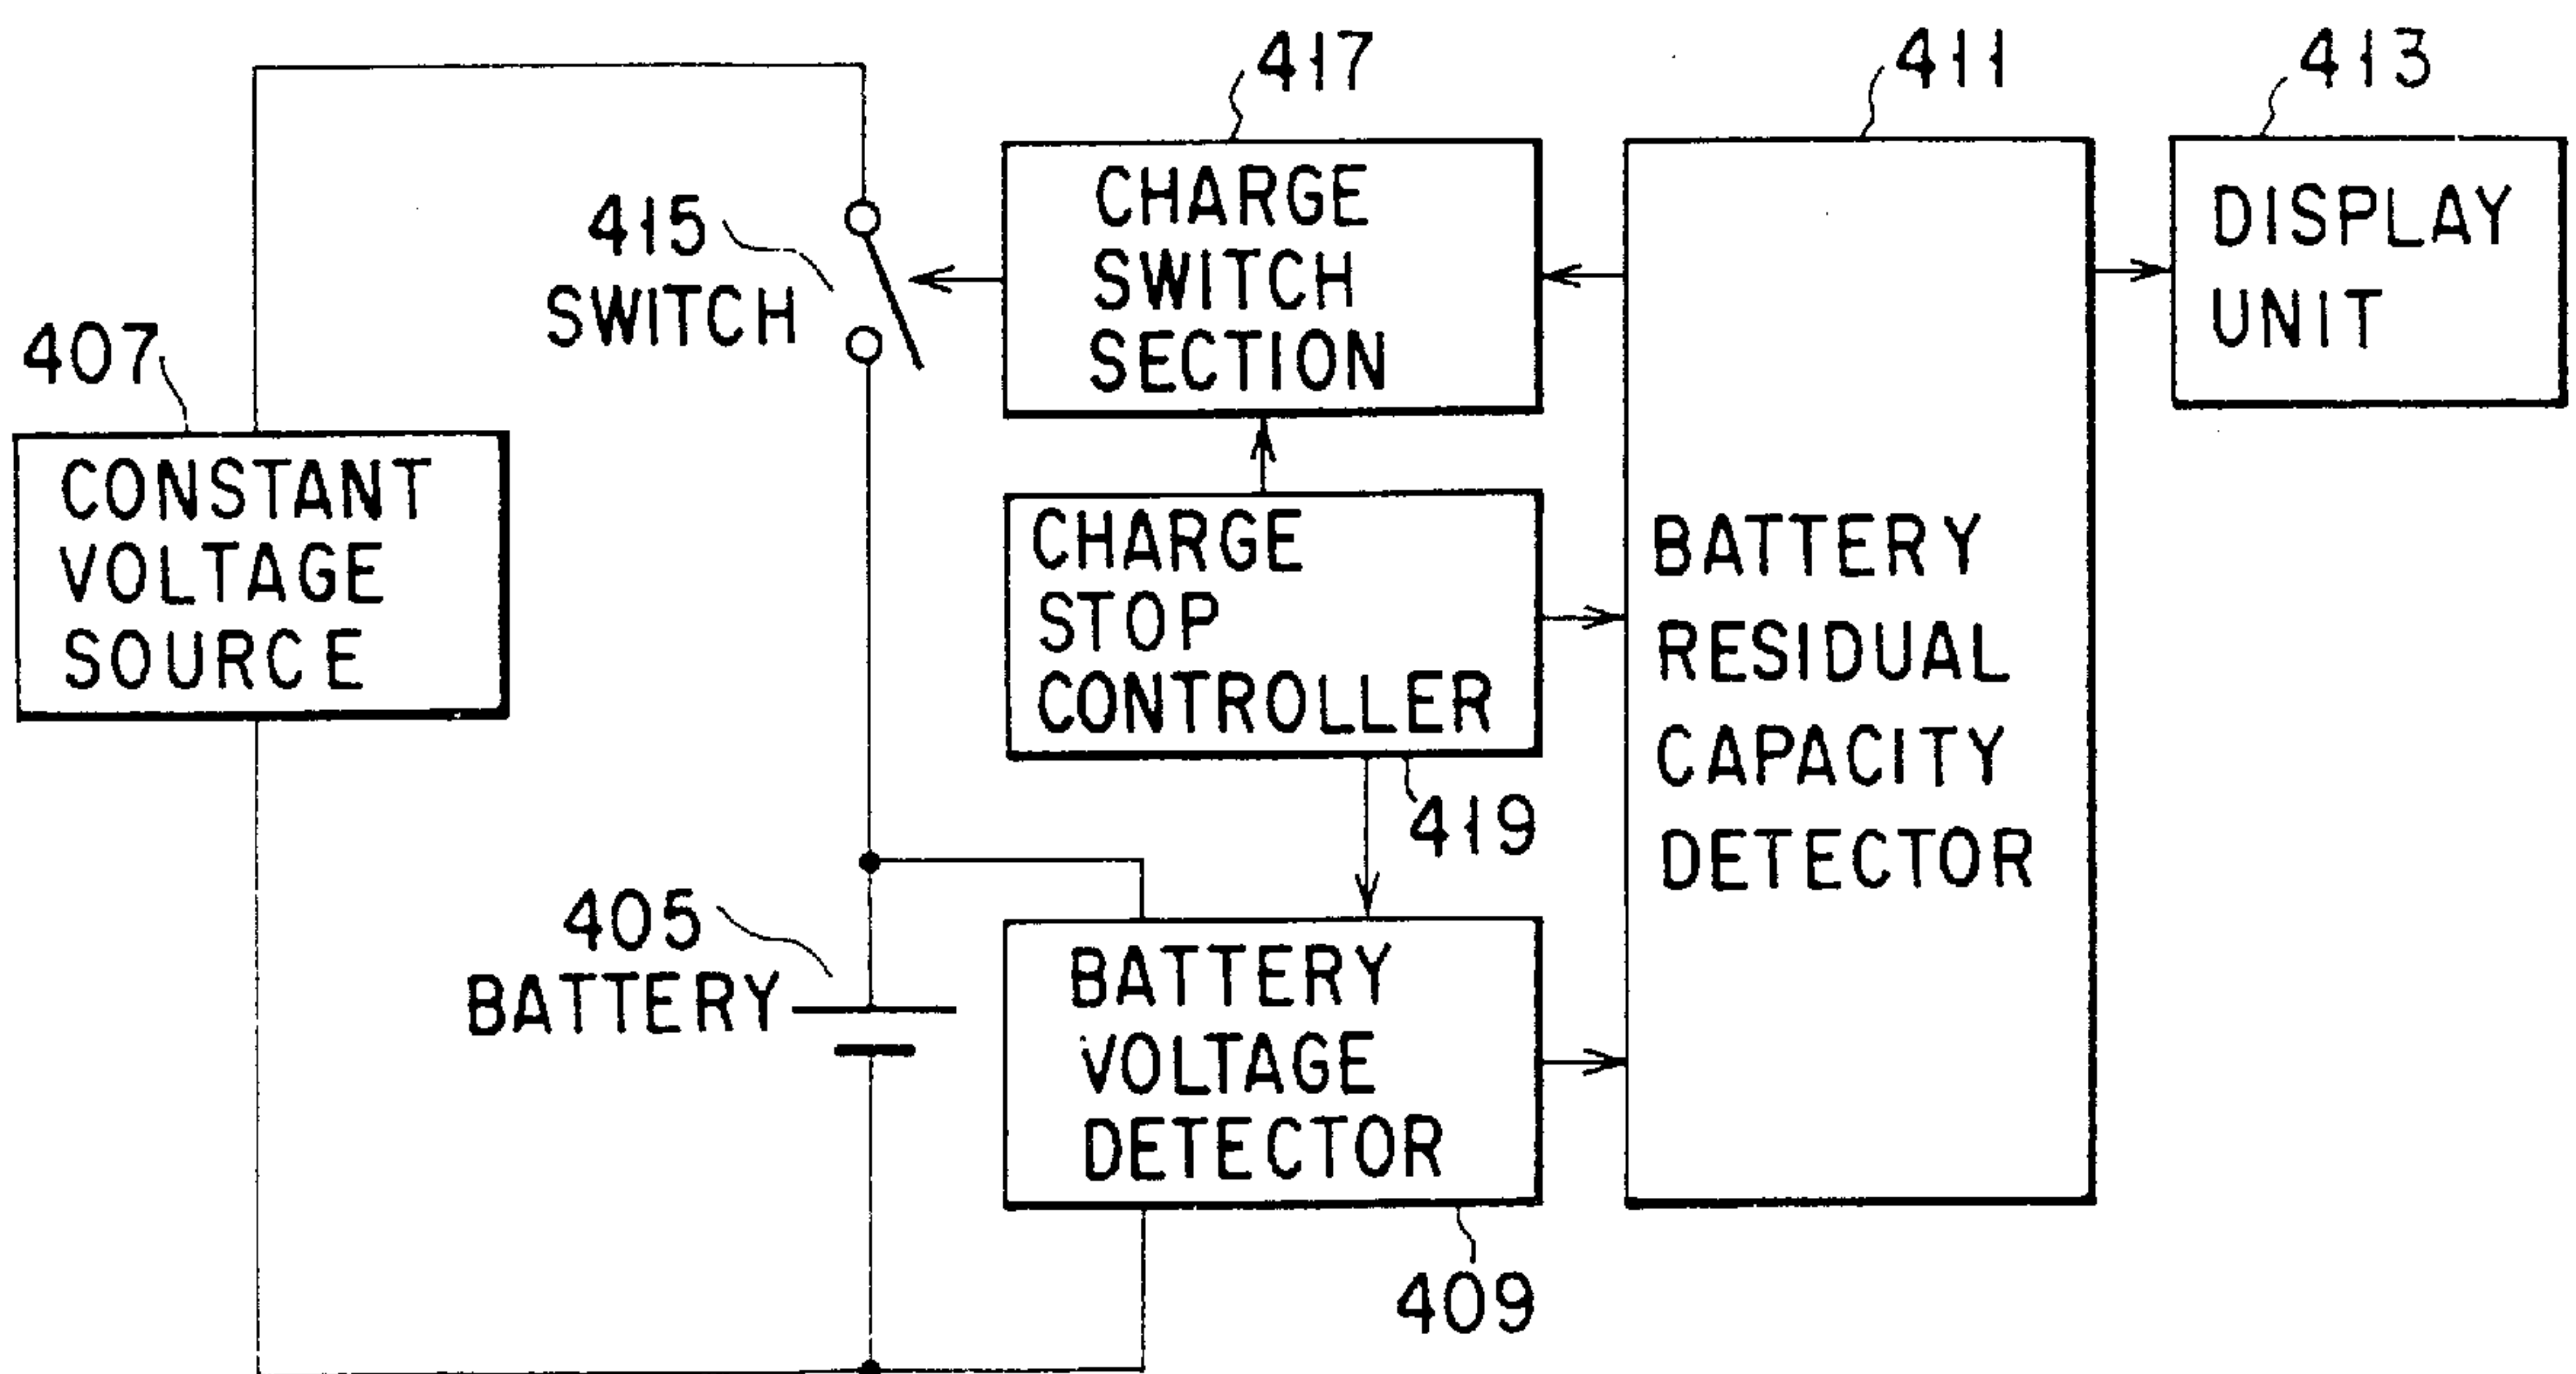 417
411
413
CHARGE
SWITCH
SECTION
DISPLAY
UNIT
415
SWITCH
407
CONSTANT
VOLTAGE
SOURCE
CHARGE
STOP
CONTROLLER
419
BATTERY
RESIDUAL
CAPACITY
DETECTOR
405
BATTERY
BATTERY
VOLTAGE
DETECTOR
409